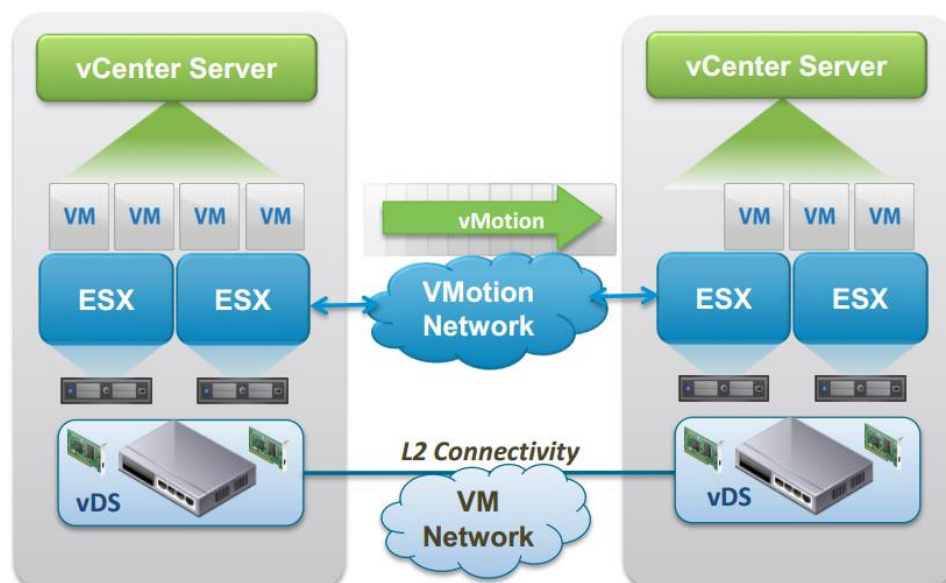 vCenter Server
vCenter Server
VM VM VM VM
vMotion
VM VM VM
ESX ESX
VMotion
Network
ESX ESX
L2 Connectivity
vDS
VM
Network
vDS